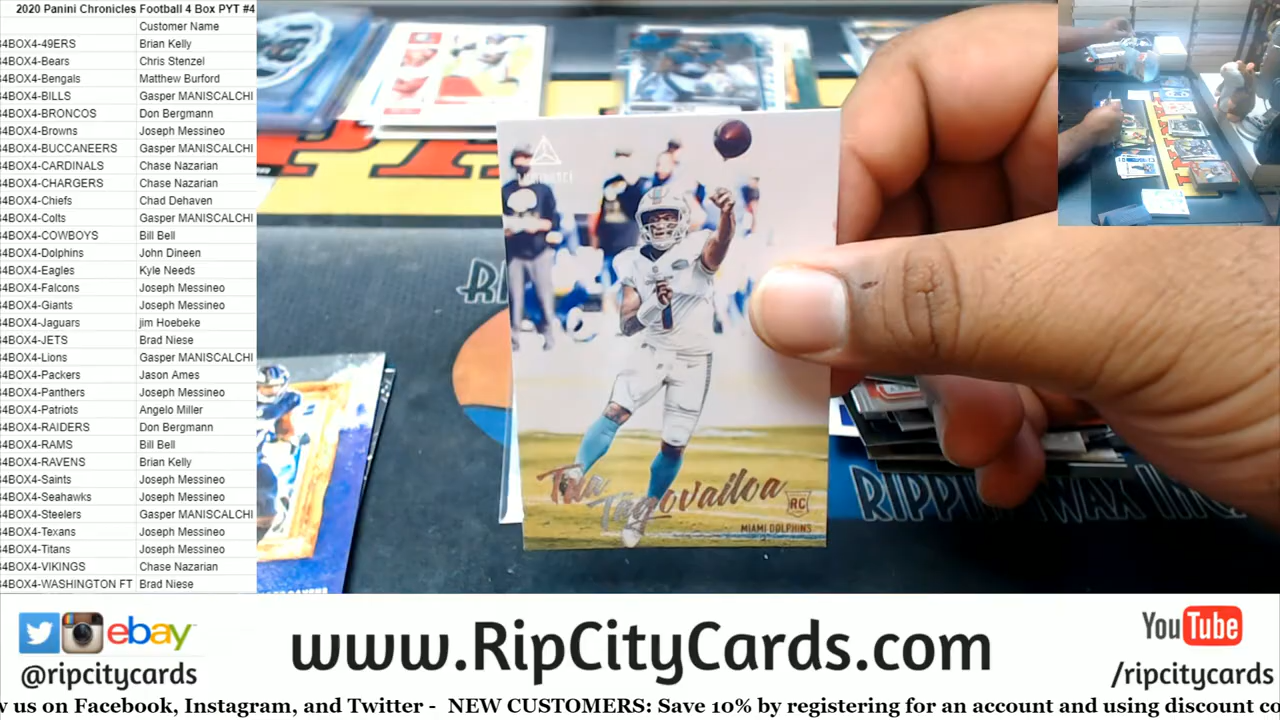 2020 Panini Chronicles Football 4 Box PYT #4
Customer Name
4BOX4-49ERS Brian Kelly
4BOX4-Bears Chris Stenzel
4BOX4-Bengals Matthew Burford
4BOX4-BILLS Gasper MANISCALCHI
4BOX4-BRONCOS Don Bergmann
4BOX4-Browns Joseph Messineo
4BOX4-BUCCANEERS Gasper MANISCALCHI
4BOX4-CARDINALS Chase Nazarian
4BOX4-CHARGERS Chase Nazarian
4BOX4-Chiefs Chad Dehaven
4BOX4-Colts Gasper MANISCALCHI
4BOX4-COWBOYS Bill Bell
4BOX4-Dolphins John Dineen
4BOX4-Eagles Kyle Needs
4BOX4-Falcons Joseph Messineo
4BOX4-Giants Joseph Messineo
4BOX4-Jaguars jim Hoebeke
4BOX4-JETS Brad Niese
4BOX4-Lions Gasper MANISCALCHI
4BOX4-Packers Jason Ames
4BOX4-Panthers Joseph Messineo
4BOX4-Patriots Angelo Miller
4BOX4-RAIDERS Don Bergmann
4BOX4-RAMS Bill Bell
4BOX4-RAVENS Brian Kelly
4BOX4-Saints Joseph Messineo
4BOX4-Seahawks Joseph Messineo
4BOX4-Steelers Gasper MANISCALCHI
4BOX4-Texans Joseph Messineo
4BOX4-Titans Joseph Messineo
4BOX4-VIKINGS Chase Nazarian
4BOX4-WASHINGTON FT Brad Niese
Tua
Tagovailoa
RC
MIAMI DOLPHINS
RIPPIN WAX
ebay
@ripcitycards
www.RipCityCards.com
YouTube
/ripcitycards
us on Facebook, Instagram, and Twitter - NEW CUSTOMERS: Save 10% by registering for an account and using discount co